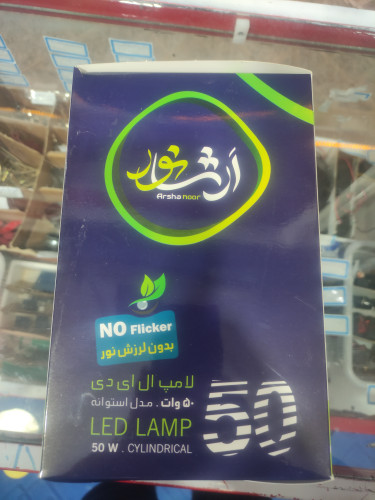 أرشا نور
Arsha noor
NO Flicker
بدون لرزش نور
لامپ ال ای دی
۵۰ وات . مدل استوانه
LED LAMP
50 W . CYLINDRICAL
50